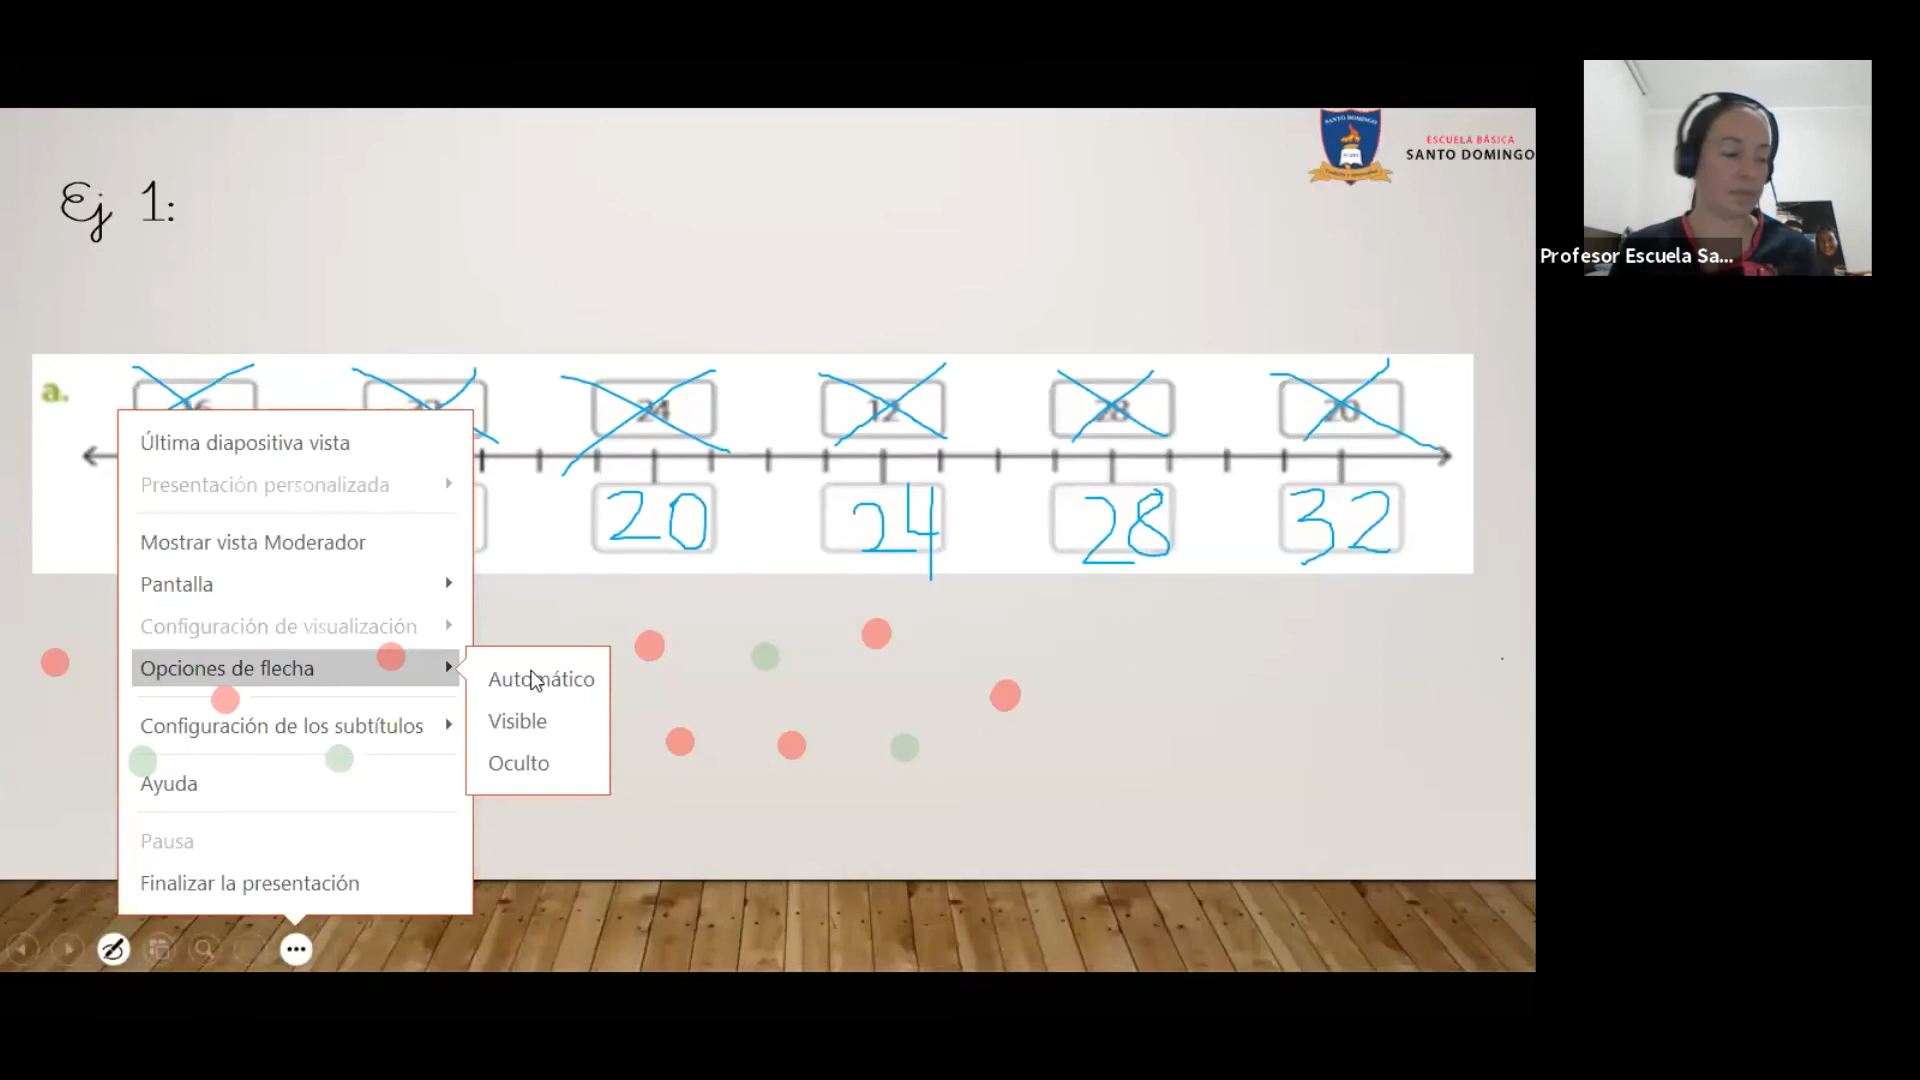 SANTO DOMINGO
ESCUELA BÁSICA
SANTO DOMINGO
Ej 1:
Profesor Escuela Sa...
a.
24 12 28 20
20 24 28 32
Última diapositiva vista
Presentación personalizada
Mostrar vista Moderador
Pantalla
Configuración de visualización
Opciones de flecha
Automático
Visible
Oculto
Configuración de los subtítulos
Ayuda
Pausa
Finalizar la presentación